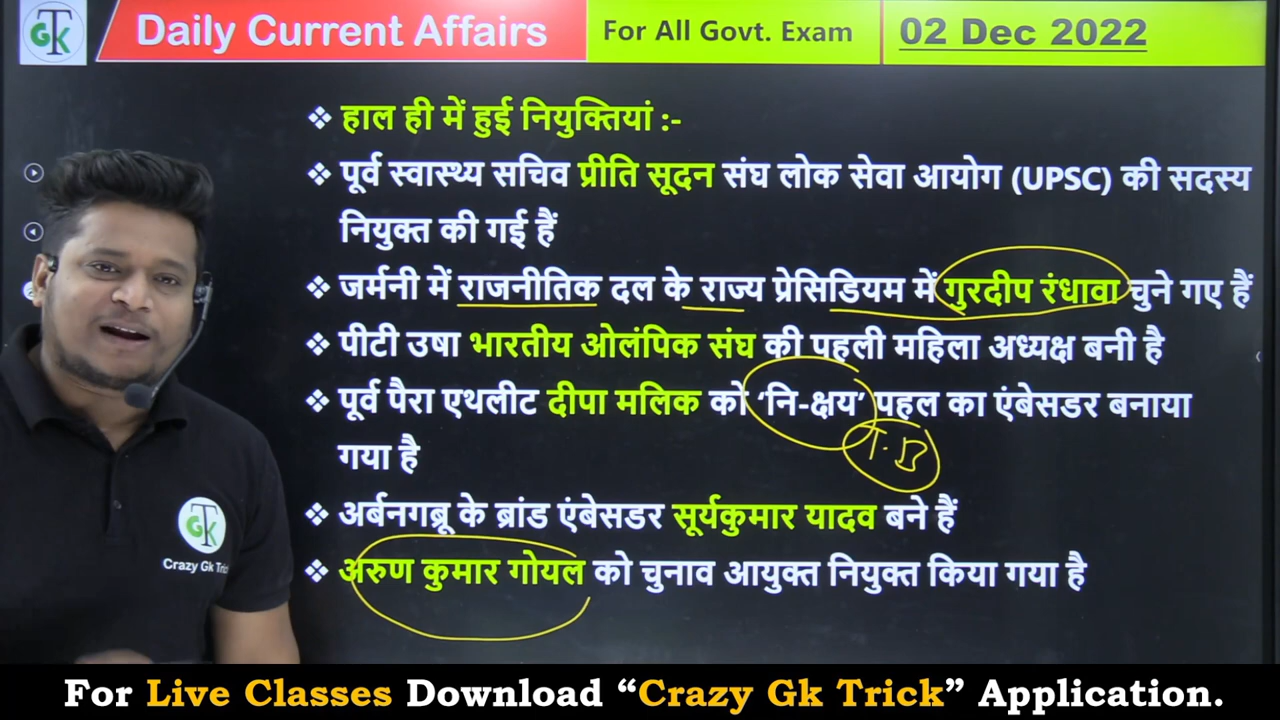 GTK
Daily Current Affairs
For All Govt. Exam
02 Dec 2022
❖ हाल ही में हुई नियुक्तियां :-
❖ पूर्व स्वास्थ्य सचिव प्रीति सूदन संघ लोक सेवा आयोग (UPSC) की सदस्य
नियुक्त की गई हैं
❖ जर्मनी में राजनीतिक दल के राज्य प्रेसिडियम में गुरदीप रंधावा चुने गए हैं
❖ पीटी उषा भारतीय ओलंपिक संघ की पहली महिला अध्यक्ष बनी है
❖ पूर्व पैरा एथलीट दीपा मलिक को ‘नि-क्षय’ पहल का एंबेसडर बनाया
T.B
गया है
❖ अर्बनगब्रू के ब्रांड एंबेसडर सूर्यकुमार यादव बने हैं
❖ अरुण कुमार गोयल को चुनाव आयुक्त नियुक्त किया गया है
GTK
Crazy Gk Trick
For Live Classes Download “Crazy Gk Trick” Application.